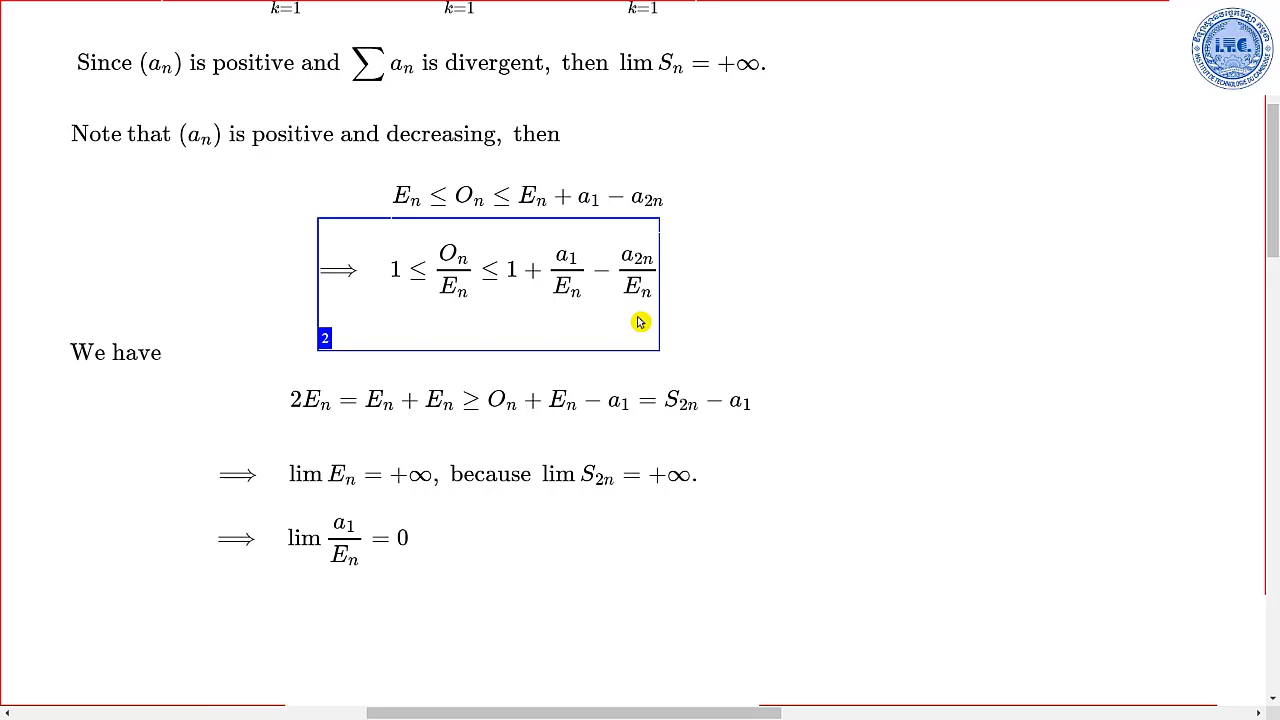 k=1 k=1 k=1
Since (aₙ) is positive and ∑ aₙ is divergent, then lim Sₙ = +∞.
Note that (aₙ) is positive and decreasing, then
Eₙ ≤ Oₙ ≤ Eₙ + a₁ − a₂ₙ
⟹ 1 ≤ Oₙ/Eₙ ≤ 1 + a₁/Eₙ − a₂ₙ/Eₙ
2
We have
2Eₙ = Eₙ + Eₙ ≥ Oₙ + Eₙ − a₁ = S₂ₙ − a₁
⟹ lim Eₙ = +∞, because lim S₂ₙ = +∞.
⟹ lim a₁/Eₙ = 0
I.T.C.